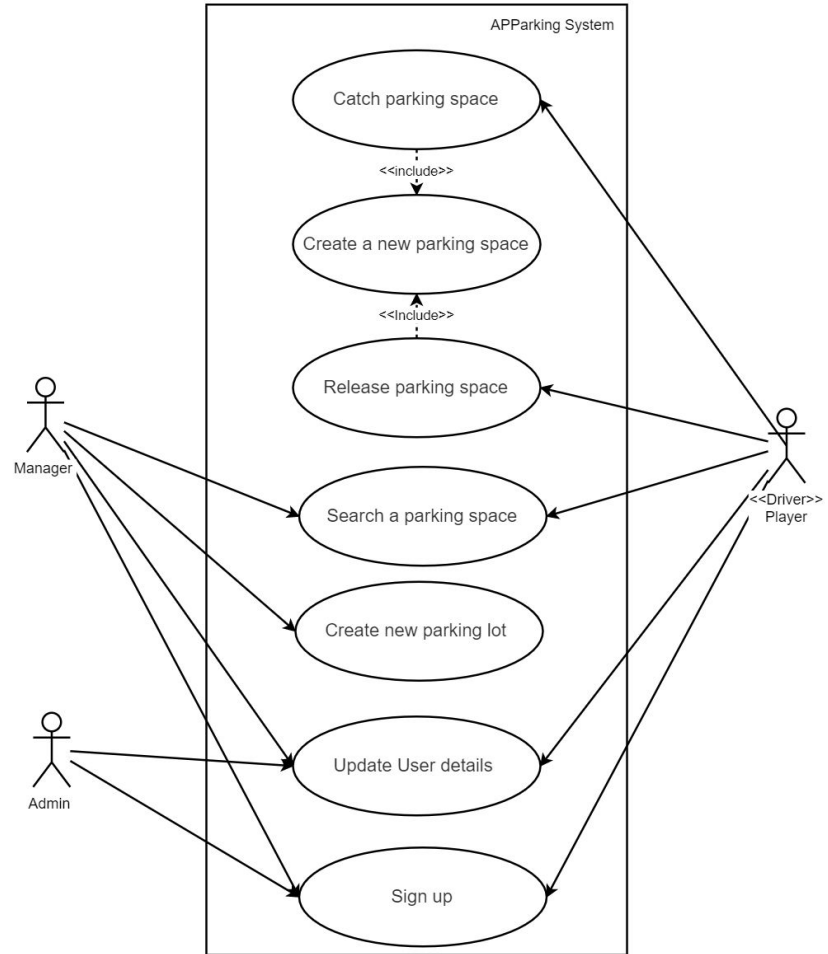 APParking System
Catch parking space
<<include>>
Create a new parking space
<<Include>>
Release parking space
Manager
<<Driver>>
Player
Search a parking space
Create new parking lot
Update User details
Admin
Sign up